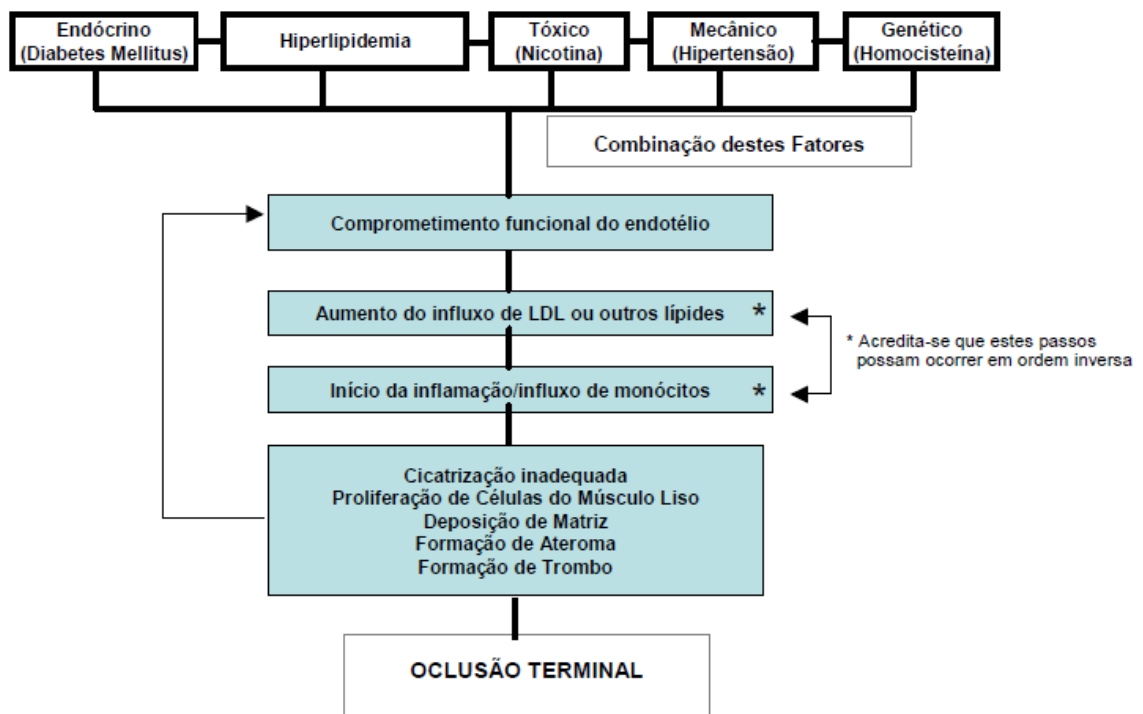 Endócrino
(Diabetes Mellitus)
Hiperlipidemia
Tóxico
(Nicotina)
Mecânico
(Hipertensão)
Genético
(Homocisteína)
Combinação destes Fatores
Comprometimento funcional do endotélio
Aumento do influxo de LDL ou outros lípides *
* Acredita-se que estes passos
possam ocorrer em ordem inversa
Início da inflamação/influxo de monócitos *
Cicatrização inadequada
Proliferação de Células do Músculo Liso
Deposição de Matriz
Formação de Ateroma
Formação de Trombo
OCLUSÃO TERMINAL